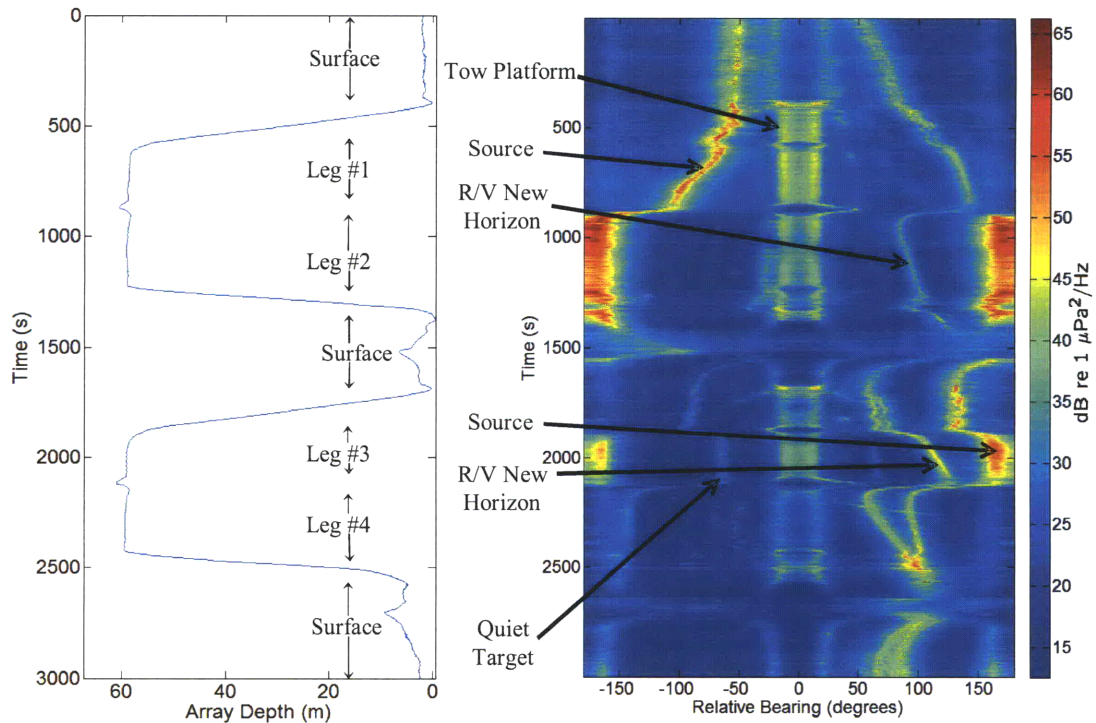 0
500
1000
1500
2000
2500
3000
Time (s)
60
40
20
0
Array Depth (m)
Surface
Leg #1
Leg #2
Surface
Leg #3
Leg #4
Surface
Tow Platform
Source
R/V New
Horizon
Source
R/V New
Horizon
Quiet
Target
500
1000
1500
2000
2500
Time (s)
-150
-100
-50
0
50
100
150
Relative Bearing (degrees)
65
60
55
50
45
40
35
30
25
20
15
dB re 1 μPa²/Hz